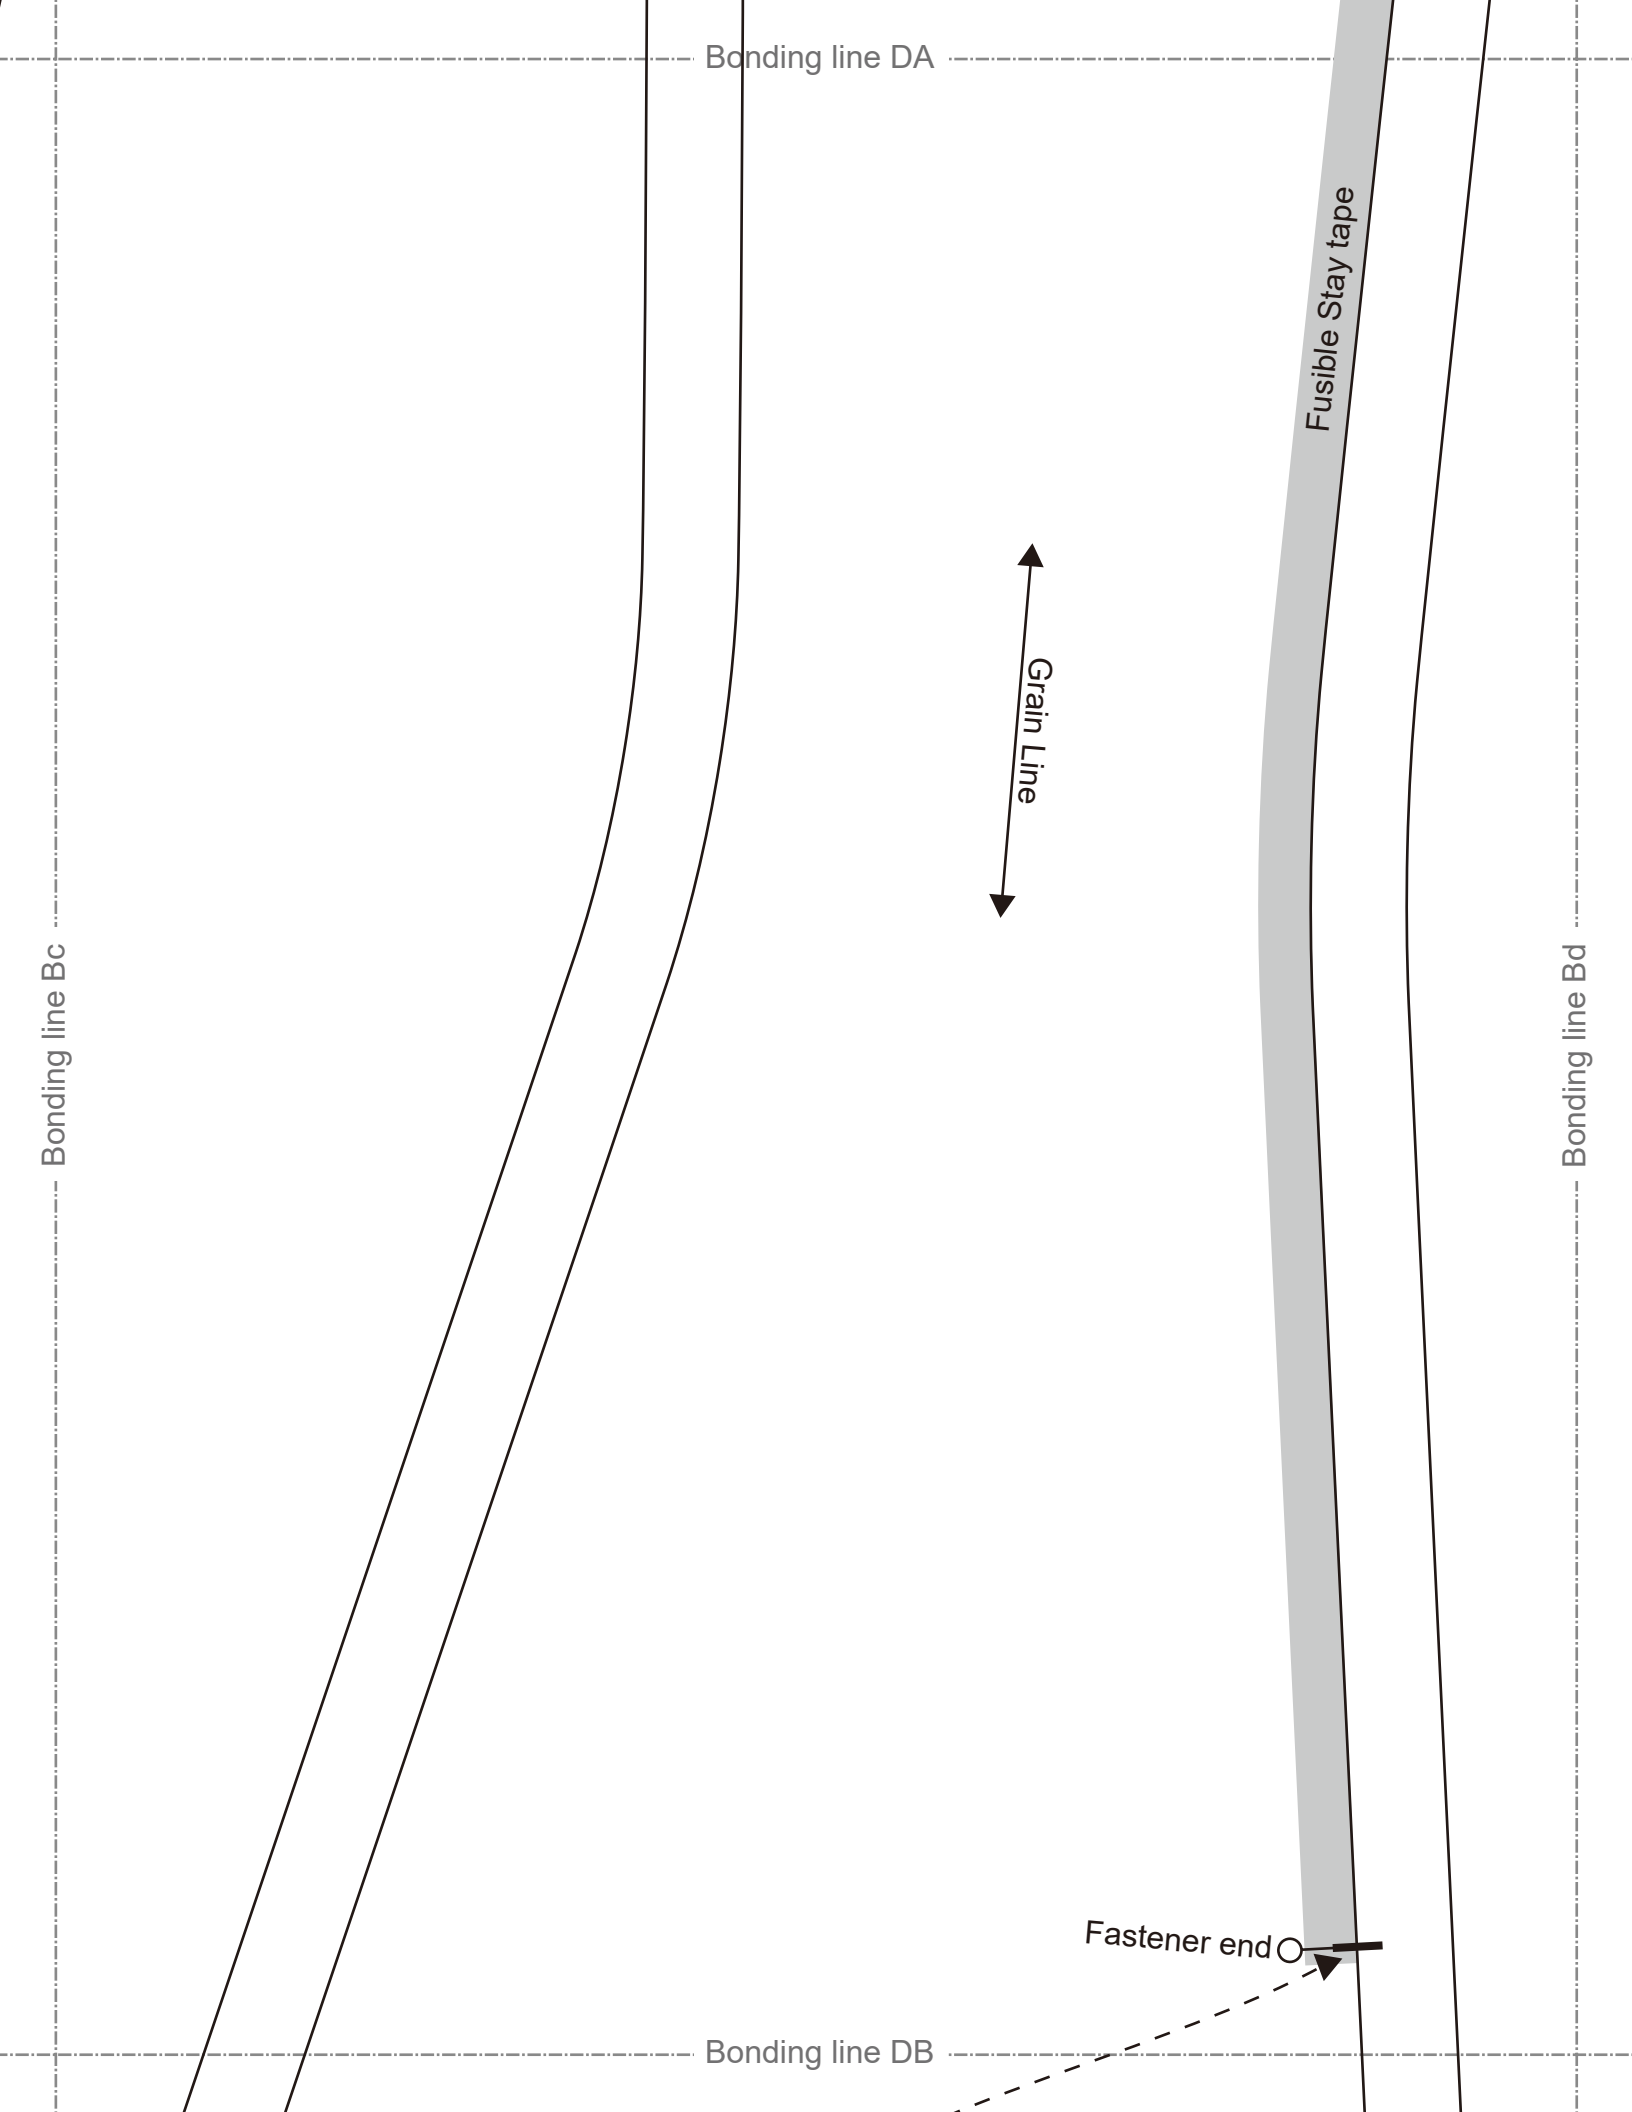 Bonding line DA
Fusible Stay tape
Grain Line
Bonding line Bc
Bonding line Bd
Fastener end
Bonding line DB